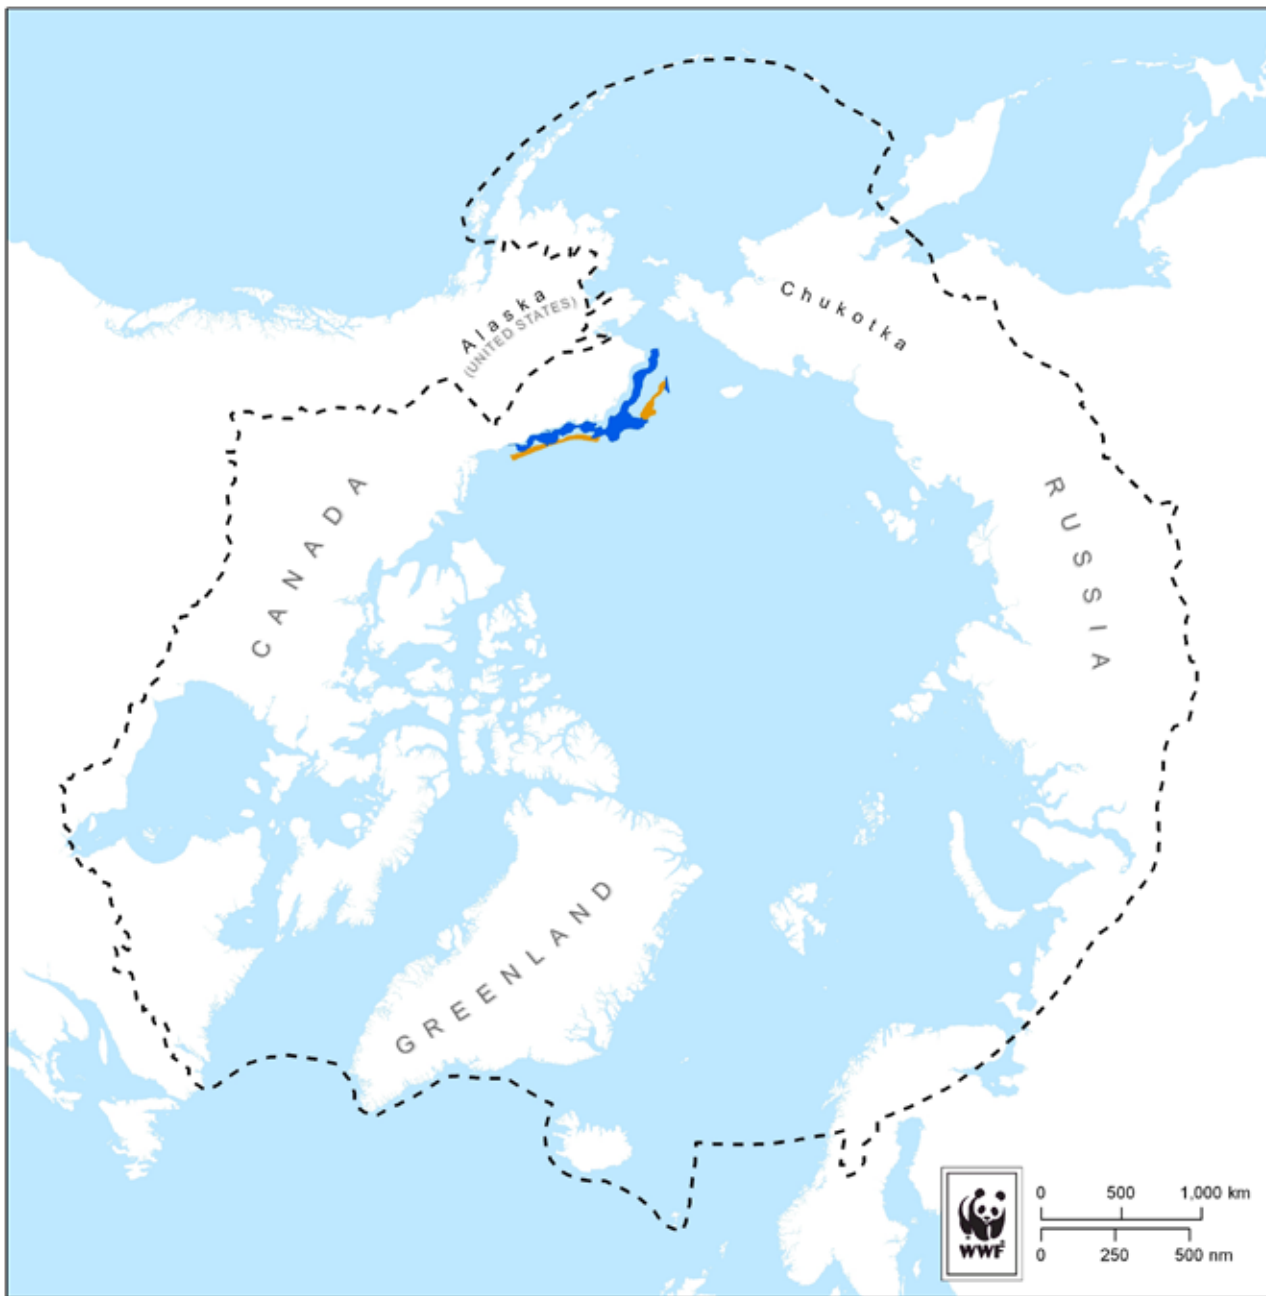 Alaska
(UNITED STATES)
Chukotka
CANADA
RUSSIA
GREENLAND
WWF
0 500 1,000 km
0 250 500 nm